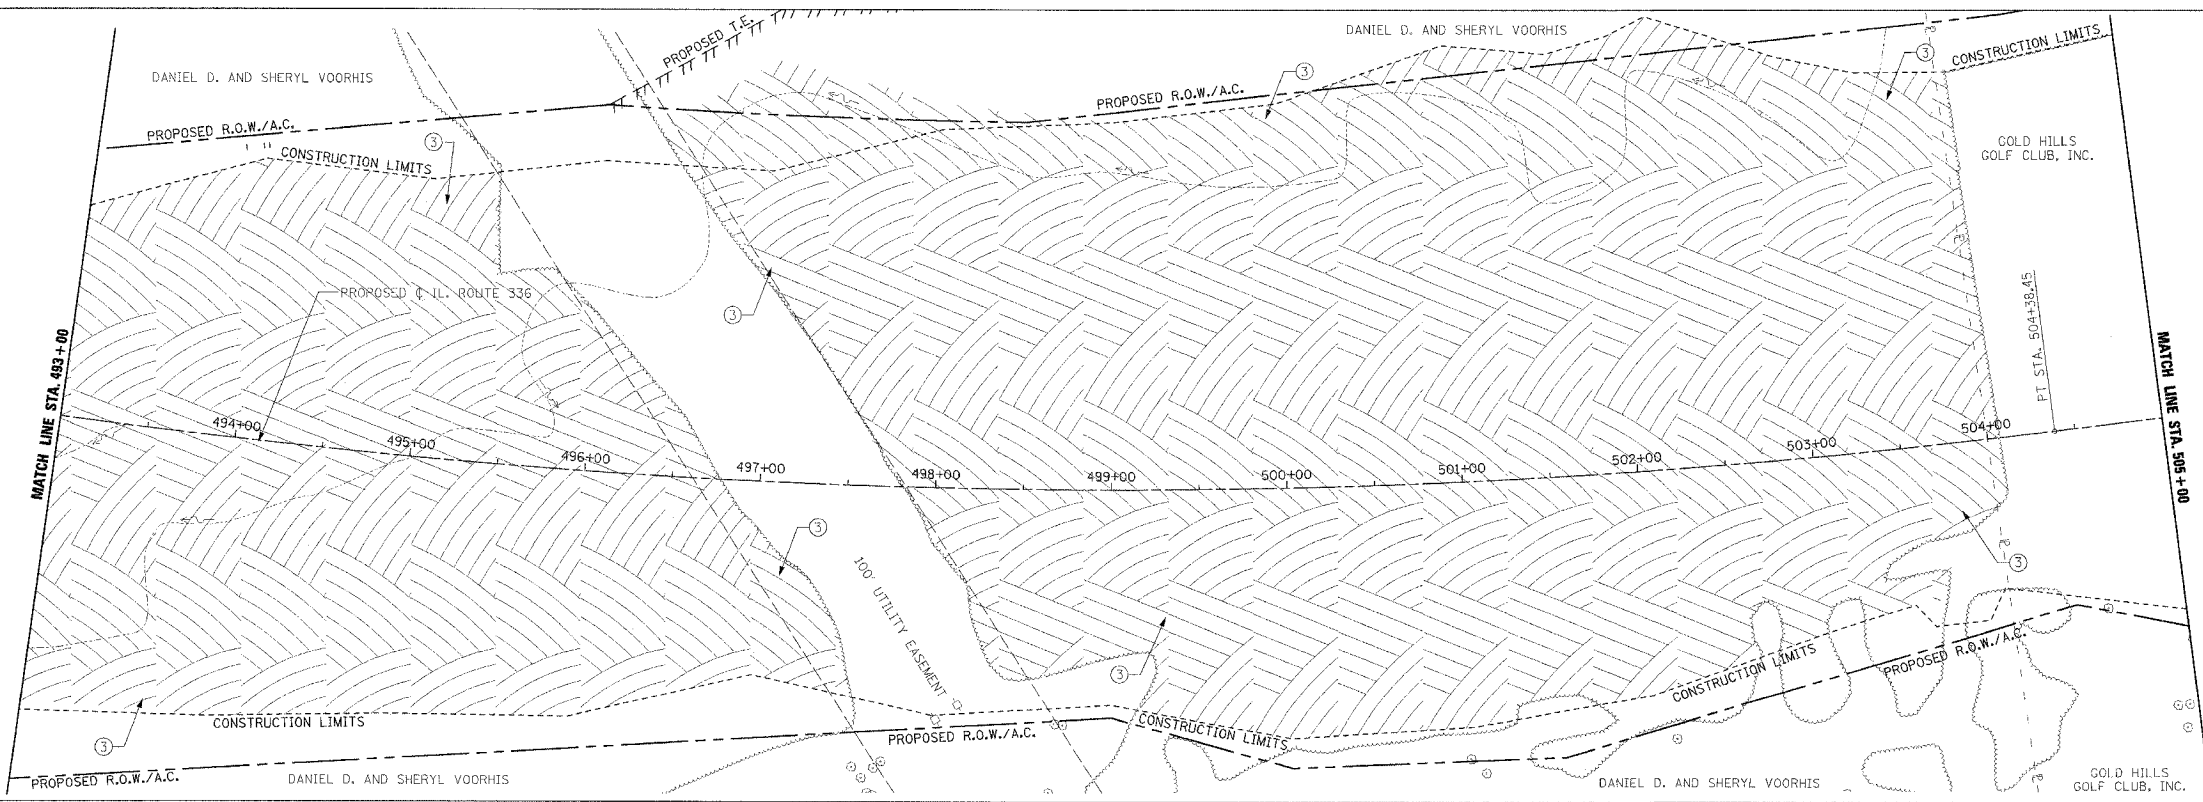 PROPOSED T.E.
DANIEL D. AND SHERYL VOORHIS
DANIEL D. AND SHERYL VOORHIS
CONSTRUCTION LIMITS
3
3
PROPOSED R.O.W./A.C.
PROPOSED R.O.W./A.C.
3
CONSTRUCTION LIMITS
GOLD HILLS
GOLF CLUB, INC.
PROPOSED ℄ IL. ROUTE 336
3
PT STA. 504+38.45
MATCH LINE STA. 493+00
MATCH LINE STA. 505+00
494+00
495+00
496+00
497+00
498+00
499+00
500+00
501+00
502+00
503+00
504+00
3
3
100' UTILITY EASEMENT
3
CONSTRUCTION LIMITS
PROPOSED R.O.W./A.C.
CONSTRUCTION LIMITS
CONSTRUCTION LIMITS
PROPOSED R.O.W./A.C.
3
PROPOSED R.O.W./A.C.
DANIEL D. AND SHERYL VOORHIS
DANIEL D. AND SHERYL VOORHIS
GOLD HILLS
GOLF CLUB, INC.